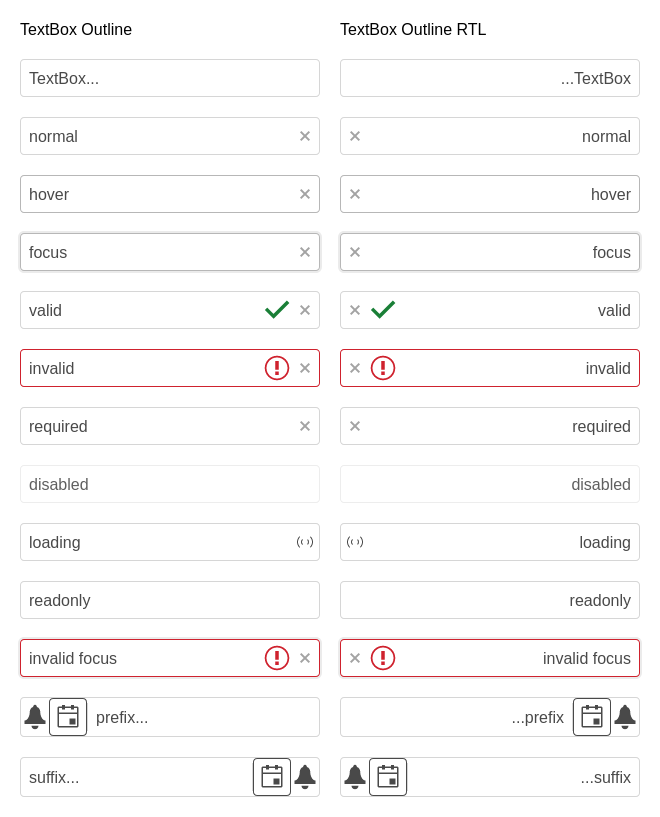 TextBox Outline
TextBox...
normal
hover
focus
valid
invalid
required
disabled
loading
readonly
invalid focus
prefix...
suffix...
TextBox Outline RTL
...TextBox
normal
hover
focus
valid
invalid
required
disabled
loading
readonly
invalid focus
...prefix
...suffix